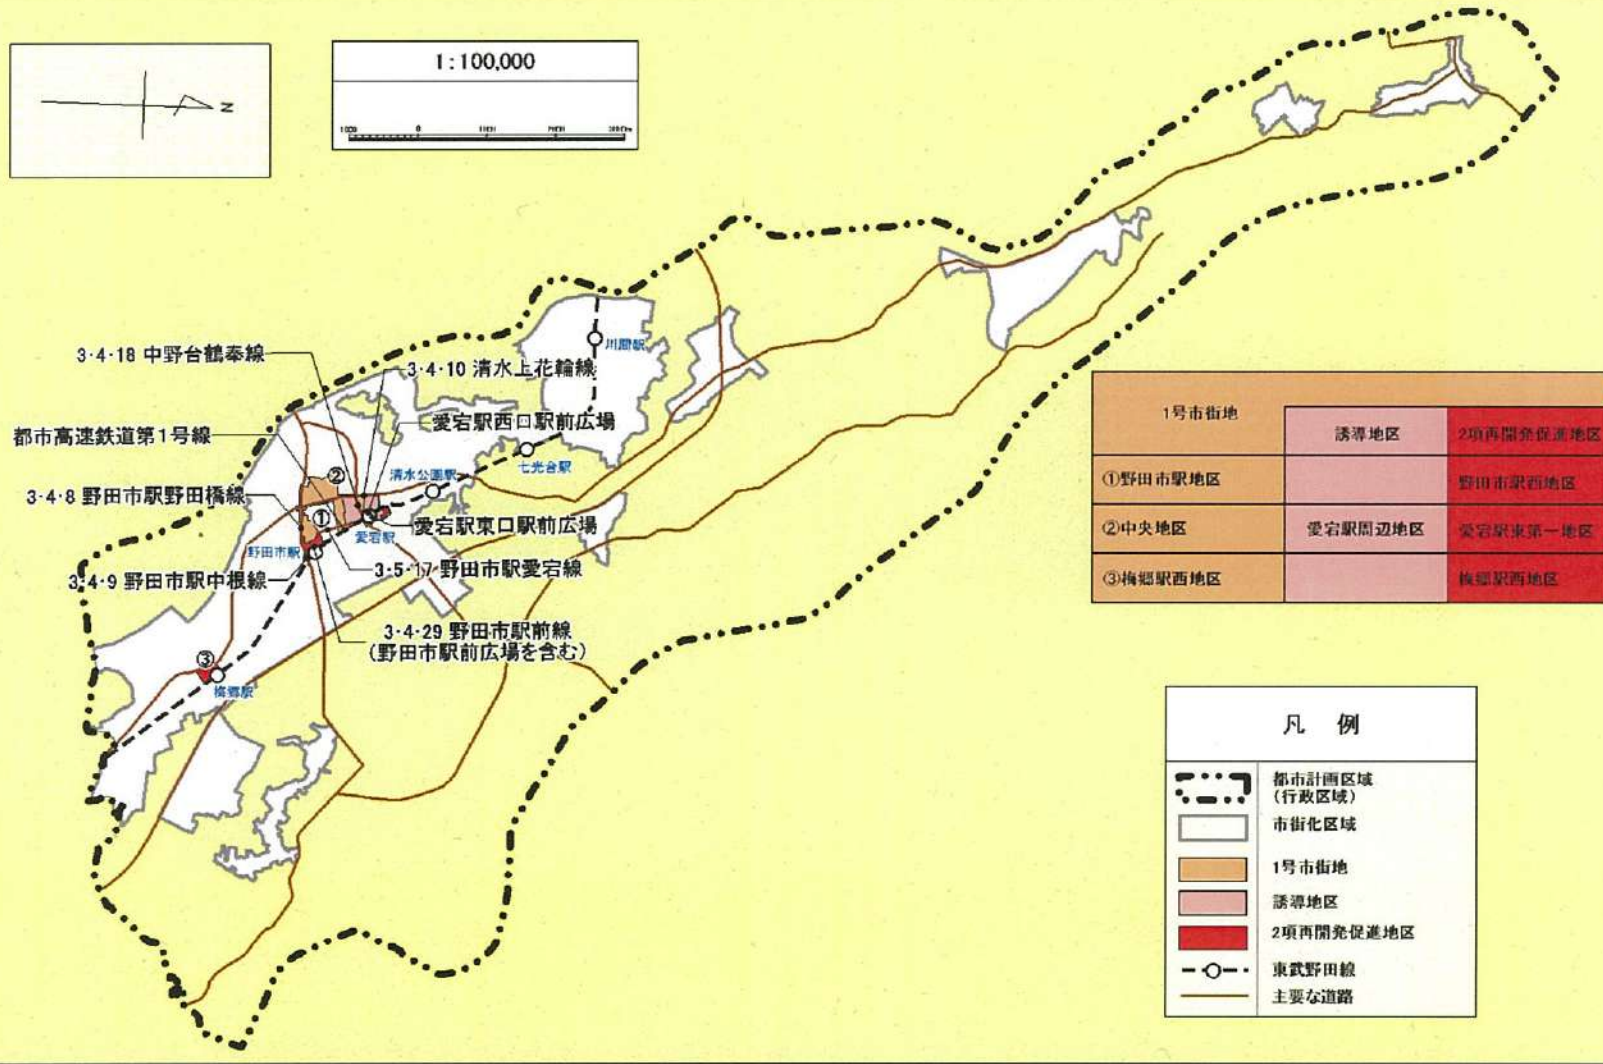 N
1:100,000
1000 0 1000 2000 3000m
3・4・18 中野台鶴奉線
3・4・10 清水上花輪線
川間駅
都市高速鉄道第1号線
愛宕駅西口駅前広場
七光台駅
清水公園駅
②
3・4・8 野田市駅野田橋線
①
愛宕駅東口駅前広場
愛宕駅
野田市駅
3・4・9 野田市駅中根線
3・5・17 野田市駅愛宕線
3・4・29 野田市駅前線
(野田市駅前広場を含む)
③
梅郷駅
1号市街地
誘導地区
2項再開発促進地区
①野田市駅地区
野田市駅西地区
②中央地区
愛宕駅周辺地区
愛宕駅東第一地区
③梅郷駅西地区
梅郷駅西地区
凡 例
都市計画区域
(行政区域)
市街化区域
1号市街地
誘導地区
2項再開発促進地区
東武野田線
主要な道路